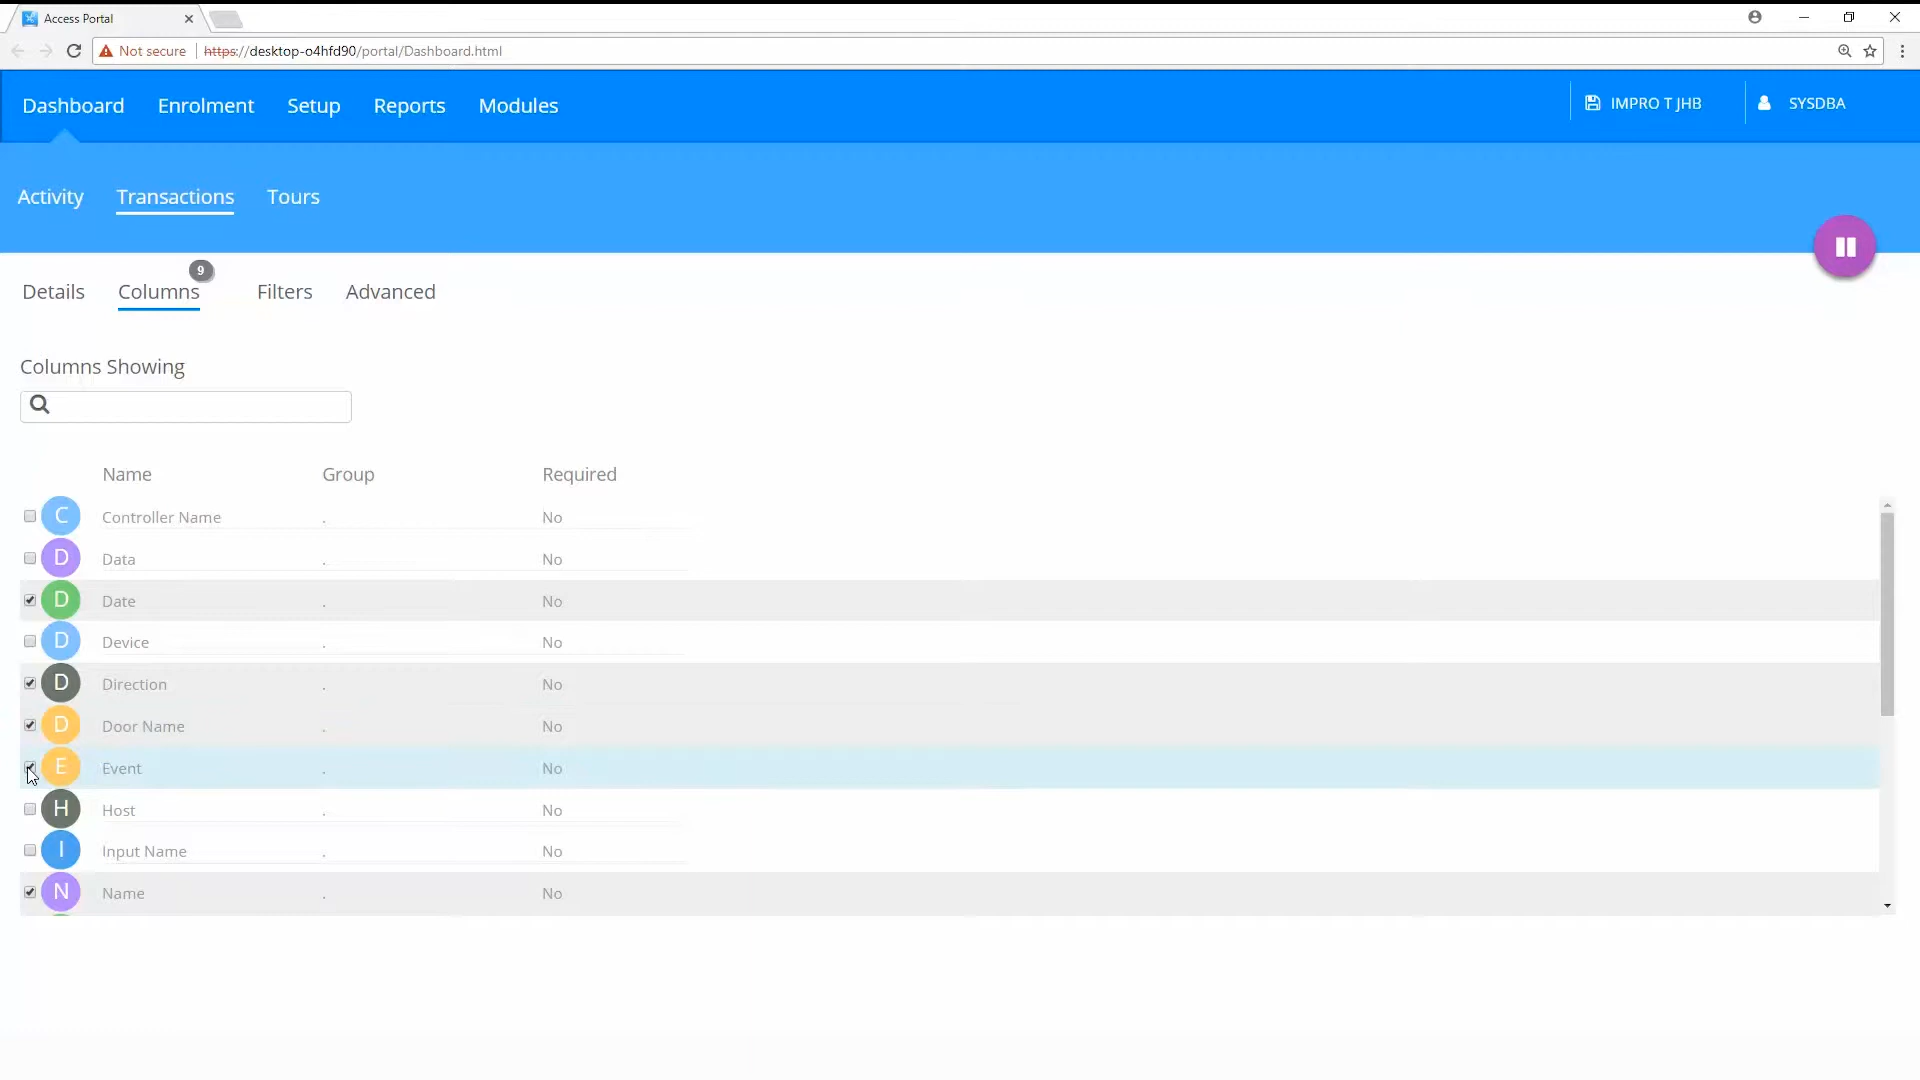 Access Portal
Not secure https://desktop-o4hfd90/portal/Dashboard.html
Dashboard Enrolment Setup Reports Modules IMPRO T JHB SYSDBA
Activity Transactions Tours
9
Details Columns Filters Advanced
Columns Showing
Name Group Required
C Controller Name . No
D Data . No
D Date . No
D Device . No
D Direction . No
D Door Name . No
E Event . No
H Host . No
I Input Name . No
N Name . No